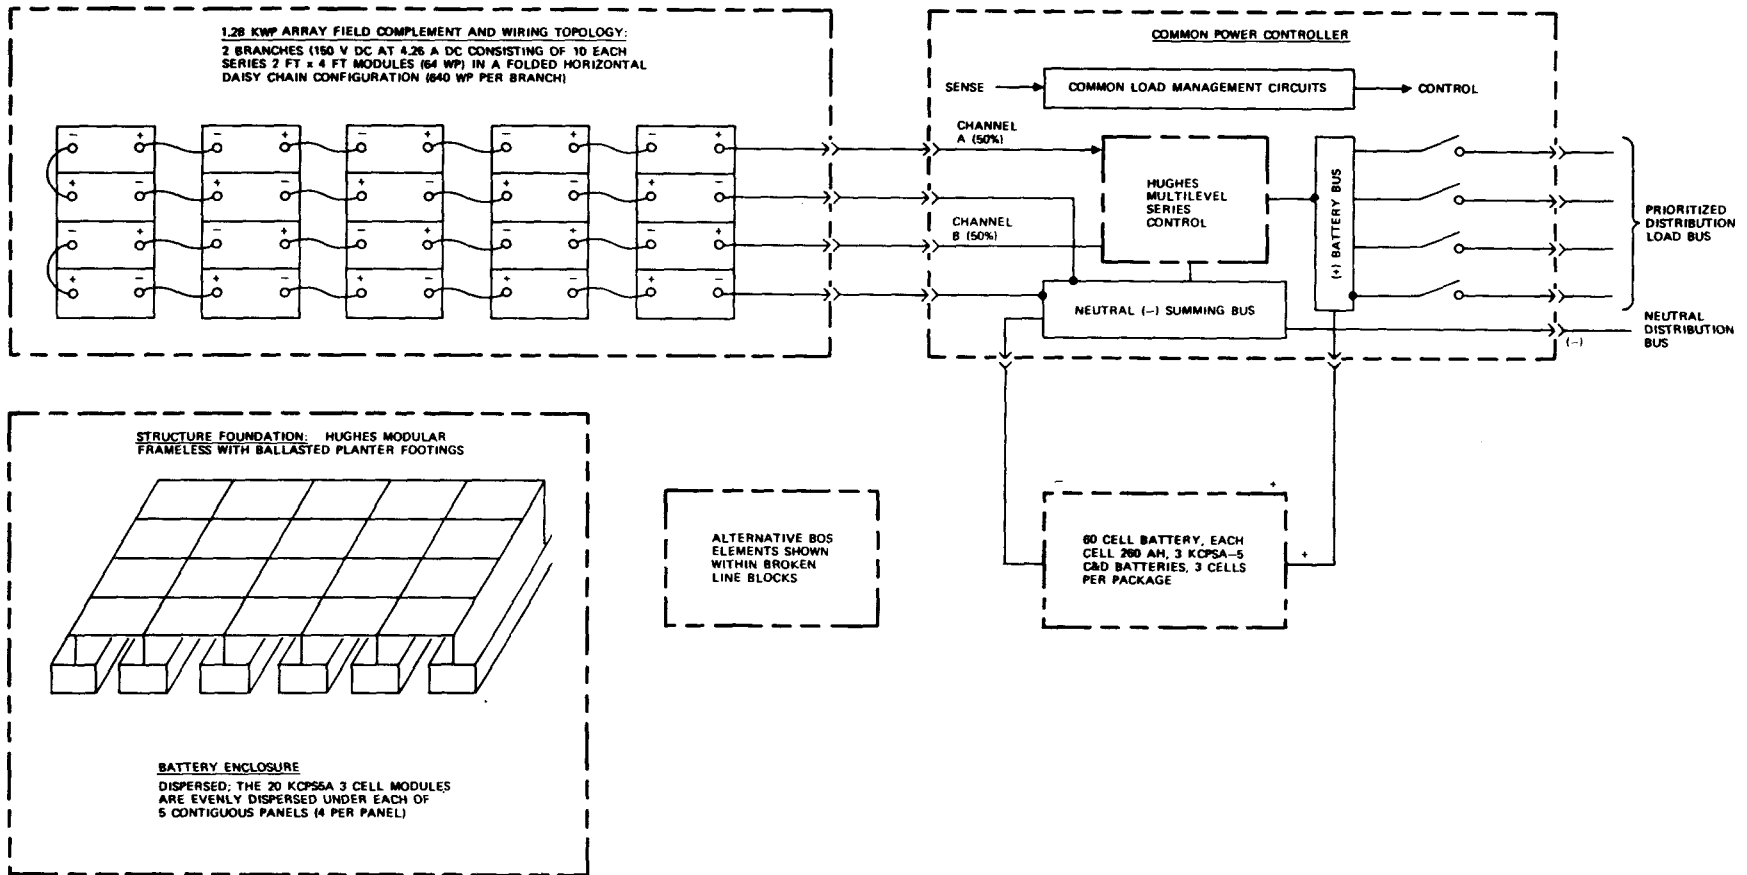 1.28 KWP ARRAY FIELD COMPLEMENT AND WIRING TOPOLOGY:
2 BRANCHES (150 V DC AT 4.26 A DC CONSISTING OF 10 EACH
SERIES 2 FT x 4 FT MODULES (64 WP) IN A FOLDED HORIZONTAL
DAISY CHAIN CONFIGURATION (640 WP PER BRANCH)
- + - + - + - + - +
+ - + - + - + - + -
- + - + - + - + - +
+ - + - + - + - + -
COMMON POWER CONTROLLER
SENSE
COMMON LOAD MANAGEMENT CIRCUITS
CONTROL
CHANNEL
A (50%)
CHANNEL
B (50%)
HUGHES
MULTILEVEL
SERIES
CONTROL
(+) BATTERY BUS
NEUTRAL (-) SUMMING BUS
PRIORITIZED
DISTRIBUTION
LOAD BUS
NEUTRAL
DISTRIBUTION
BUS
(-)
STRUCTURE FOUNDATION: HUGHES MODULAR
FRAMELESS WITH BALLASTED PLANTER FOOTINGS
BATTERY ENCLOSURE
DISPERSED; THE 20 KCPS5A 3 CELL MODULES
ARE EVENLY DISPERSED UNDER EACH OF
5 CONTIGUOUS PANELS (4 PER PANEL)
ALTERNATIVE BOS
ELEMENTS SHOWN
WITHIN BROKEN
LINE BLOCKS
- +
60 CELL BATTERY, EACH
CELL 260 AH, 3 KCPSA-5
C&D BATTERIES, 3 CELLS
PER PACKAGE
+